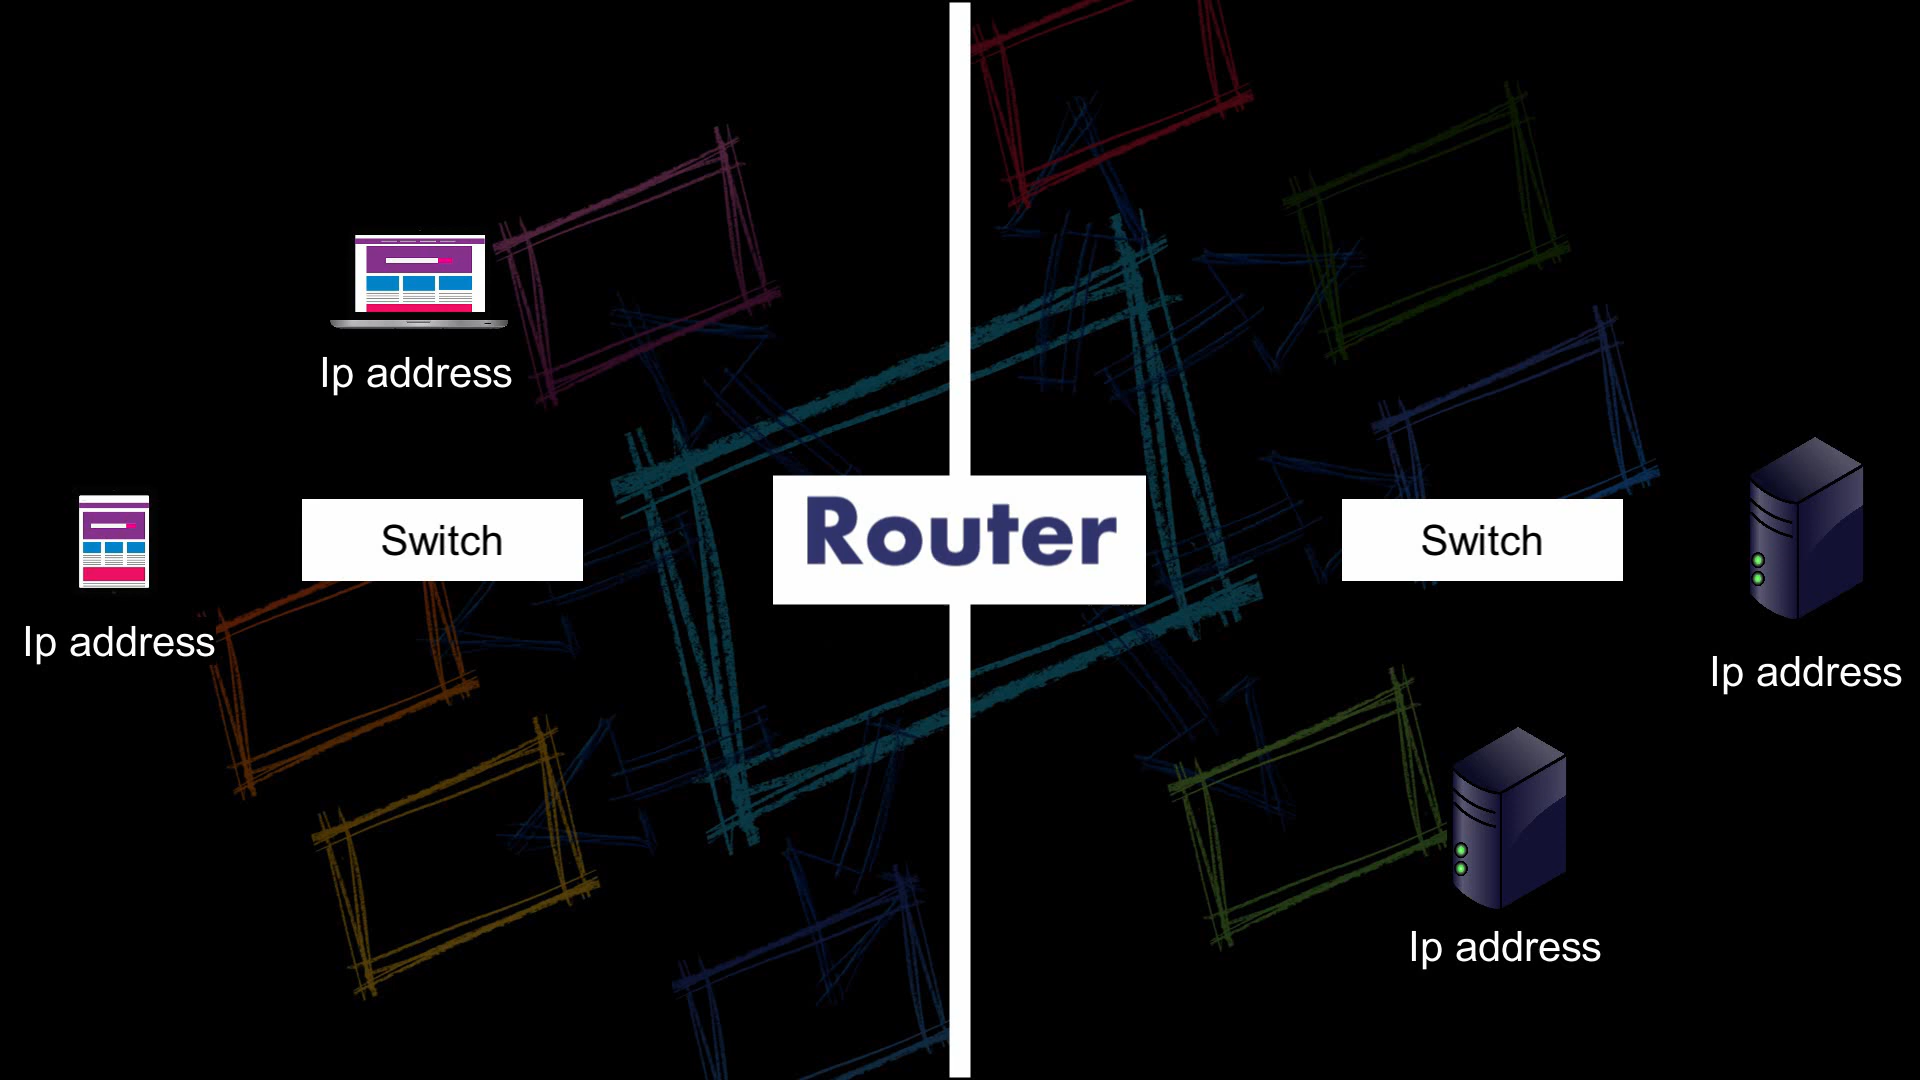 Ip address
Switch
Router
Switch
Ip address
Ip address
Ip address